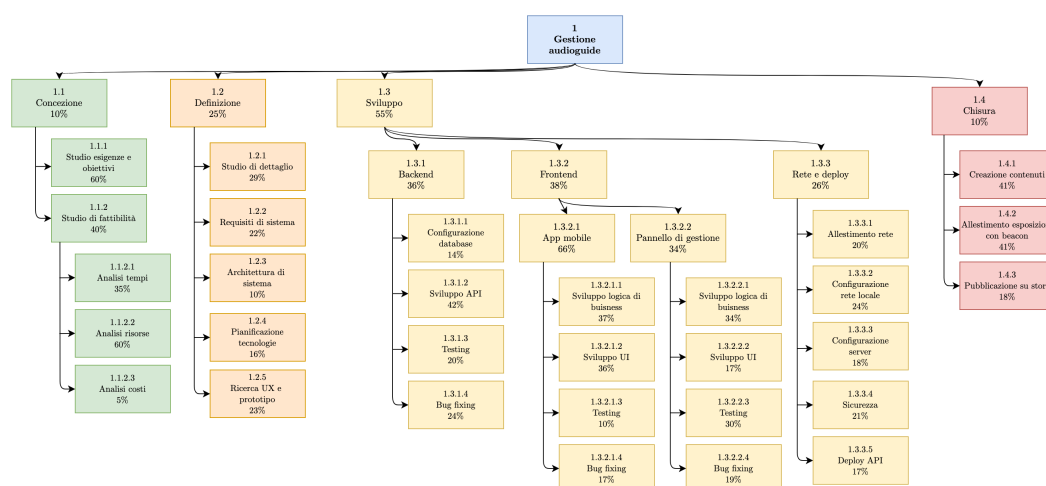 1
Gestione
audioguide
1.1
Concezione
10%
1.1.1
Studio esigenze e
obiettivi
60%
1.1.2
Studio di fattibilità
40%
1.1.2.1
Analisi tempi
35%
1.1.2.2
Analisi risorse
60%
1.1.2.3
Analisi costi
5%
1.2
Definizione
25%
1.2.1
Studio di dettaglio
29%
1.2.2
Requisiti di sistema
22%
1.2.3
Architettura di
sistema
10%
1.2.4
Pianificazione
tecnologie
16%
1.2.5
Ricerca UX e
prototipo
23%
1.3
Sviluppo
55%
1.3.1
Backend
36%
1.3.1.1
Configurazione
database
14%
1.3.1.2
Sviluppo API
42%
1.3.1.3
Testing
20%
1.3.1.4
Bug fixing
24%
1.3.2
Frontend
38%
1.3.2.1
App mobile
66%
1.3.2.1.1
Sviluppo logica di
buisness
37%
1.3.2.1.2
Sviluppo UI
36%
1.3.2.1.3
Testing
10%
1.3.2.1.4
Bug fixing
17%
1.3.2.2
Pannello di gestione
34%
1.3.2.2.1
Sviluppo logica di
buisness
34%
1.3.2.2.2
Sviluppo UI
17%
1.3.2.2.3
Testing
30%
1.3.2.2.4
Bug fixing
19%
1.3.3
Rete e deploy
26%
1.3.3.1
Allestimento rete
20%
1.3.3.2
Configurazione
rete locale
24%
1.3.3.3
Configurazione
server
18%
1.3.3.4
Sicurezza
21%
1.3.3.5
Deploy API
17%
1.4
Chisura
10%
1.4.1
Creazione contenuti
41%
1.4.2
Allestimento esposizio
con beacon
41%
1.4.3
Pubblicazione su stor
18%